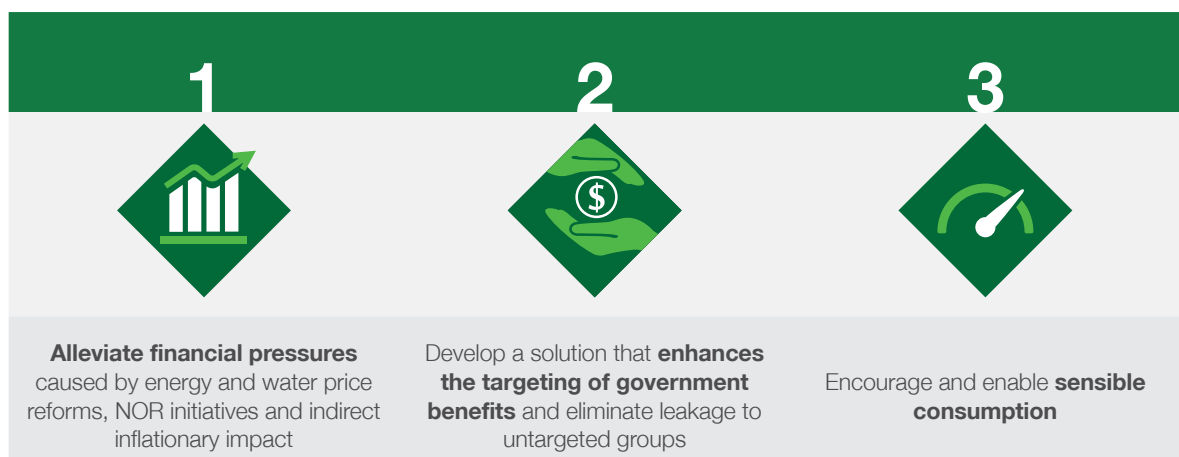 1
Alleviate financial pressures
caused by energy and water price
reforms, NOR initiatives and indirect
inflationary impact
2
$
Develop a solution that enhances
the targeting of government
benefits and eliminate leakage to
untargeted groups
3
Encourage and enable sensible
consumption